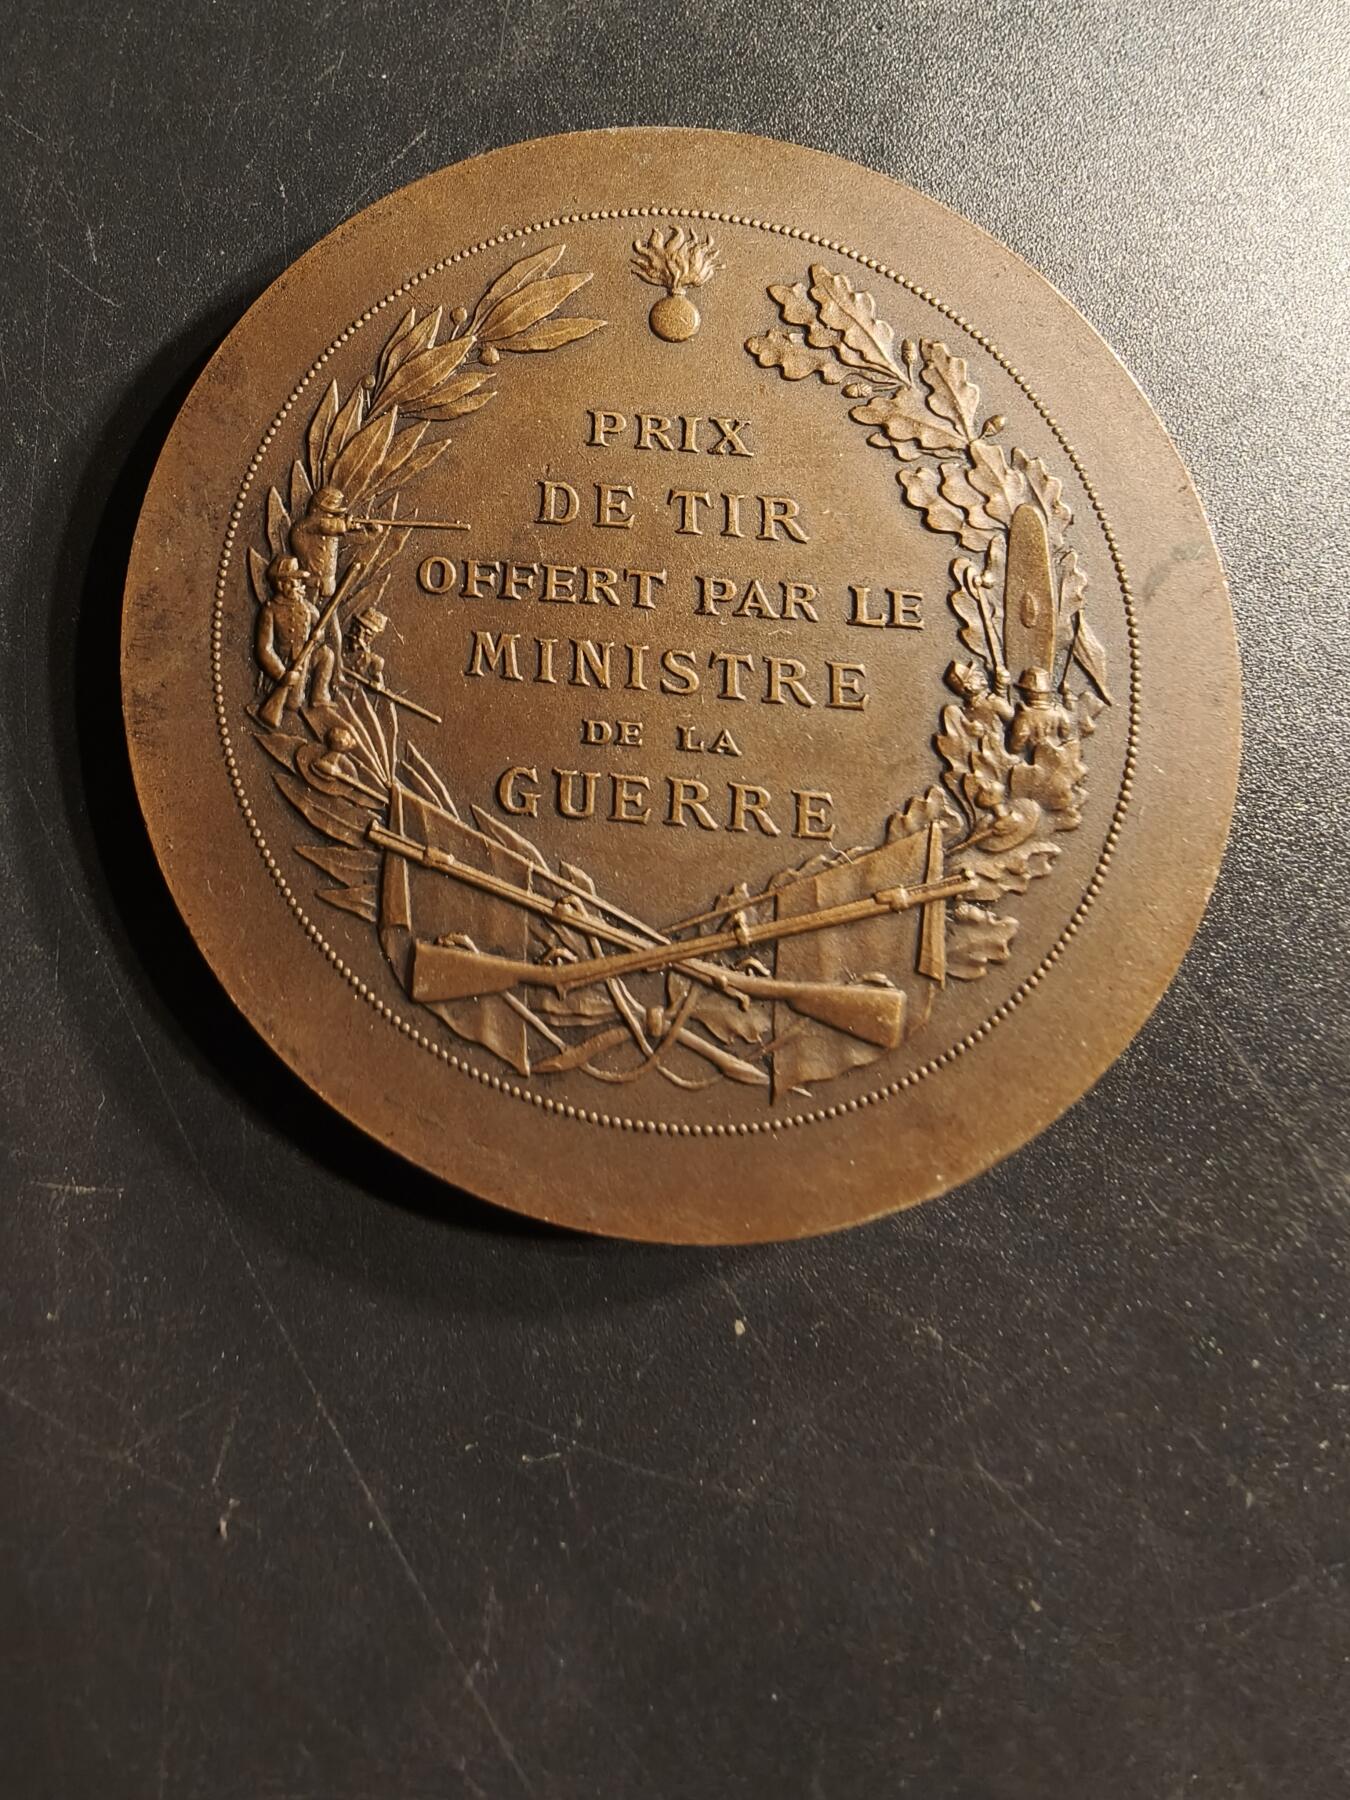 PRIX
DE TIR
OFFERT PAR LE
MINISTRE
DE LA
GUERRE